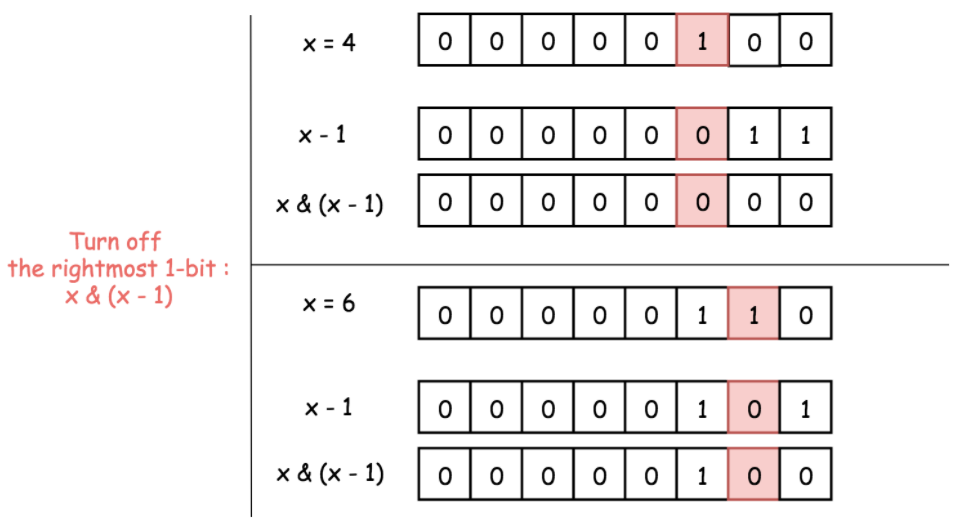 x = 4 0 0 0 0 0 1 0 0
x - 1 0 0 0 0 0 0 1 1
x & (x - 1) 0 0 0 0 0 0 0 0
Turn off
the rightmost 1-bit :
x & (x - 1)
x = 6 0 0 0 0 0 1 1 0
x - 1 0 0 0 0 0 1 0 1
x & (x - 1) 0 0 0 0 0 1 0 0